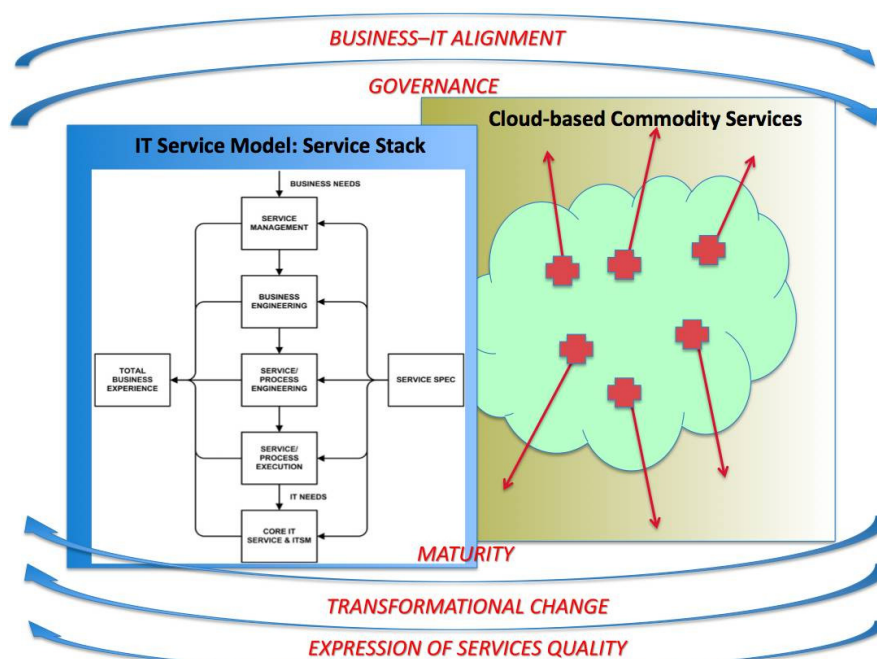 BUSINESS–IT ALIGNMENT
GOVERNANCE
Cloud-based Commodity Services
IT Service Model: Service Stack
BUSINESS NEEDS
SERVICE
MANAGEMENT
BUSINESS
ENGINEERING
TOTAL
BUSINESS
EXPERIENCE
SERVICE/
PROCESS
ENGINEERING
SERVICE SPEC
SERVICE/
PROCESS
EXECUTION
IT NEEDS
CORE IT
SERVICE & ITSM
MATURITY
TRANSFORMATIONAL CHANGE
EXPRESSION OF SERVICES QUALITY